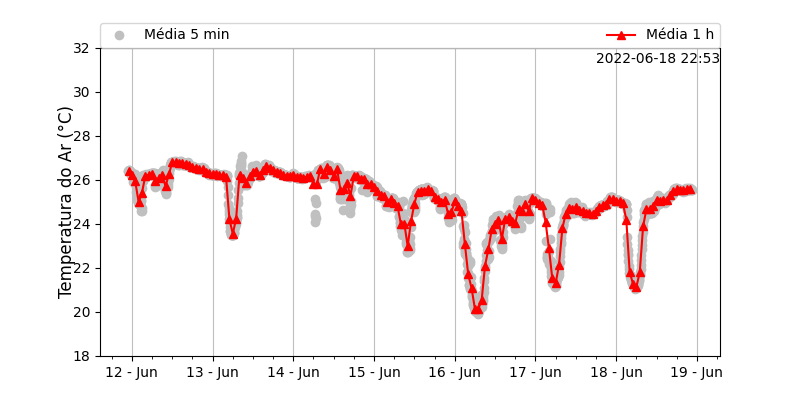 Média 5 min
Média 1 h
2022-06-18 22:53
Temperatura do Ar (°C)
32
30
28
26
24
22
20
18
12 - Jun
13 - Jun
14 - Jun
15 - Jun
16 - Jun
17 - Jun
18 - Jun
19 - Jun